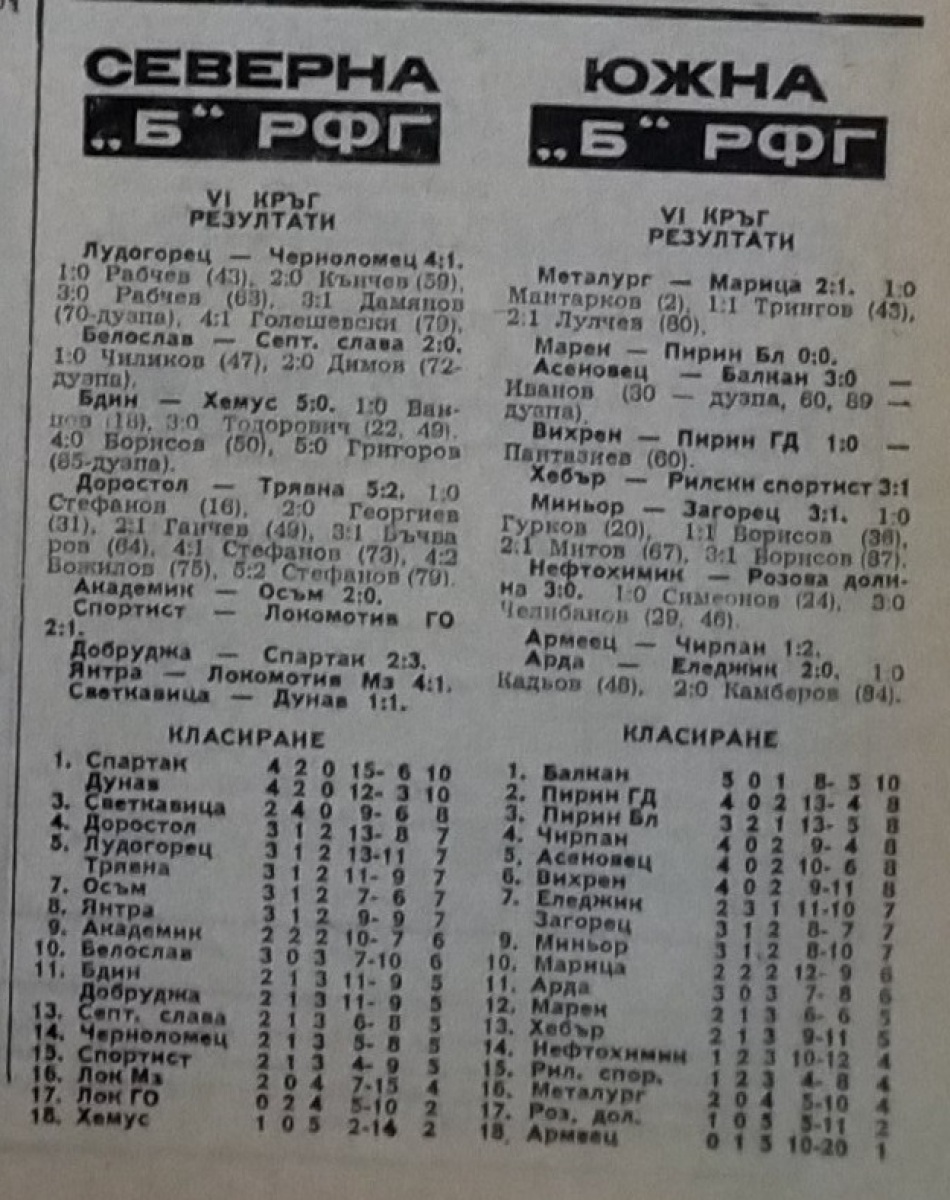 СЕВЕРНА
„Б“ РФГ
VI КРЪГ
РЕЗУЛТАТИ
Лудогорец — Черноломец 4:1.
1:0 Рабчев (43), 2:0 Кънчев (59),
3:0 Рабчев (63), 3:1 Дамянов
(70-дузпа), 4:1 Голешевски (79).
Белослав — Септ. слава 2:0.
1:0 Чиликов (47), 2:0 Димов (72-
дузпа).
Бдин — Хемус 5:0. 1:0 Ван-
(18), 3:0 Тодорович (22, 49).
4:0 Борисов (50), 5:0 Григоров
(85-дузпа).
Доростол — Трявна 5:2. 1:0
Стефанов (16), 2:0 Георгиев
(31), 2:1 Ганчев (49), 3:1 Бъчва
ров (64), 4:1 Стефанов (73), 4:2
Божилов (75), 5:2 Стефанов (79).
Академик — Осъм 2:0.
Спортист — Локомотив ГО
2:1.
Добруджа — Спартак 2:3.
Янтра — Локомотив Мз 4:1.
Светкавица — Дунав 1:1.
КЛАСИРАНЕ
1. Спартак 4 2 0 15- 6 10
Дунав 4 2 0 12- 3 10
3. Светкавица 2 4 0 9- 6 8
4. Доростол 3 1 2 13- 8 7
5. Лудогорец 3 1 2 13-11 7
Трявна 3 1 2 11- 9 7
7. Осъм 3 1 2 7- 6 7
8. Янтра 3 1 2 9- 9 7
9. Академик 2 2 2 10- 7 6
10. Белослав 3 0 3 7-10 6
11. Бдин 2 1 3 11- 9 5
Добруджа 2 1 3 11- 9 5
13. Септ. слава 2 1 3 6- 8 5
14. Черноломец 2 1 3 5- 8 5
15. Спортист 2 1 3 4- 9 5
16. Лок Мз 2 0 4 7-15 4
17. Лок ГО 0 2 4 5-10 2
18. Хемус 1 0 5 2-14 2
ЮЖНА
„Б“ РФГ
VI КРЪГ
РЕЗУЛТАТИ
Металург — Марица 2:1. 1:0
Мантарков (2), 1:1 Трингов (43),
2:1 Лулчев (80).
Марек — Пирин Бл 0:0.
Асеновец — Балкан 3:0 —
Иванов (30 — дузпа, 60, 89 —
дузпа).
Вихрен — Пирин ГД 1:0 —
Пантазиев (60).
Хебър — Рилски спортист 3:1
Миньор — Загорец 3:1. 1:0
Гурков (20), 1:1 Борисов (36),
2:1 Митов (67), 3:1 Борисов (87).
Нефтохимик — Розова доли-
на 3:0. 1:0 Симеонов (24), 3:0
Челибанов (29, 46).
Армеец — Чирпан 1:2.
Арда — Еледжик 2:0. 1:0
Кадьов (48), 2:0 Камберов (84).
КЛАСИРАНЕ
1. Балкан 5 0 1 8- 5 10
2. Пирин ГД 4 0 2 13- 4 8
3. Пирин Бл 3 2 1 13- 5 8
4. Чирпан 4 0 2 9- 4 8
5. Асеновец 4 0 2 10- 6 8
6. Вихрен 4 0 2 9-11 8
7. Еледжик 2 3 1 11-10 7
Загорец 3 1 2 8- 7 7
9. Миньор 3 1 2 8-10 7
10. Марица 2 2 2 12- 9 6
11. Арда 3 0 3 7- 8 6
12. Марек 2 1 3 6- 6 5
13. Хебър 2 1 3 9-11 5
14. Нефтохимик 1 2 3 10-12 4
15. Рил. спор. 1 2 3 4- 8 4
16. Металург 2 0 4 5-10 4
17. Роз. дол. 1 0 5 5-11 2
18. Армеец 0 1 5 10-20 1